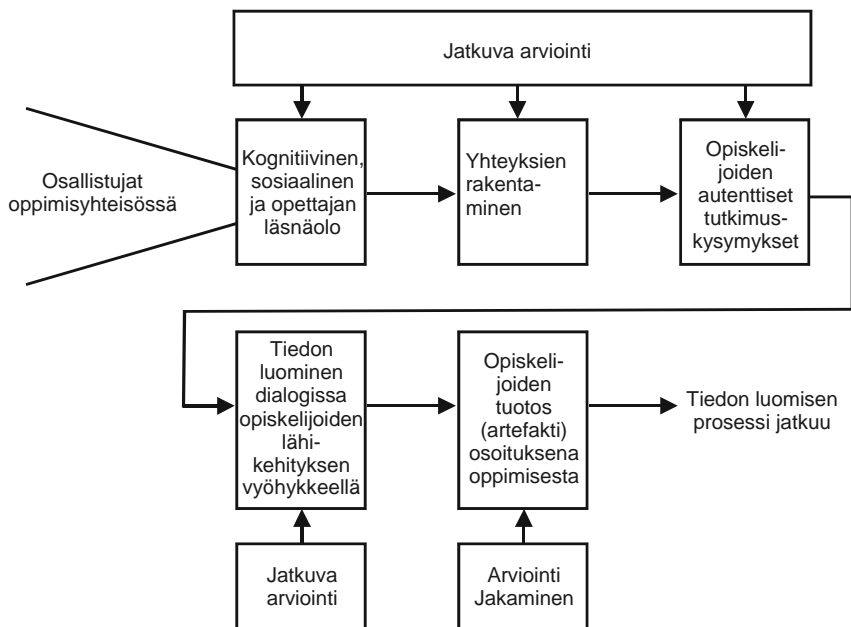 Jatkuva arviointi
Osallistujat
oppimisyhteisössä
Kognitiivinen,
sosiaalinen
ja opettajan
läsnäolo
Yhteyksien
rakenta-
minen
Opiskeli-
joiden
autenttiset
tutkimus-
kysymykset
Tiedon
luominen
dialogissa
opiskelijoiden
lähi-
kehityksen
vyöhykkeellä
Opiskeli-
joiden
tuotos
(artefakti)
osoituksena
oppimisesta
Tiedon luomisen
prosessi jatkuu
Jatkuva
arviointi
Arviointi
Jakaminen